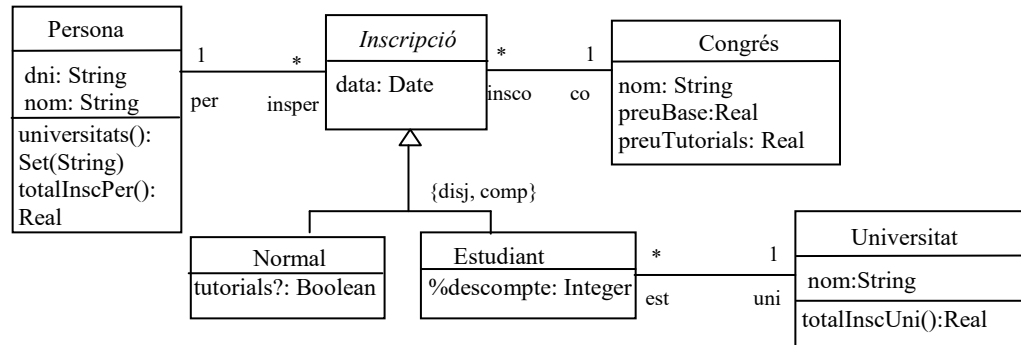 Persona
dni: String
nom: String
universitats():
Set(String)
totalInscPer():
Real
1
per
*
insper
Inscripció
data: Date
*
insco
1
co
Congrés
nom: String
preuBase:Real
preuTutorials: Real
{disj, comp}
Normal
tutorials?: Boolean
Estudiant
%descompte: Integer
*
est
1
uni
Universitat
nom:String
totalInscUni():Real